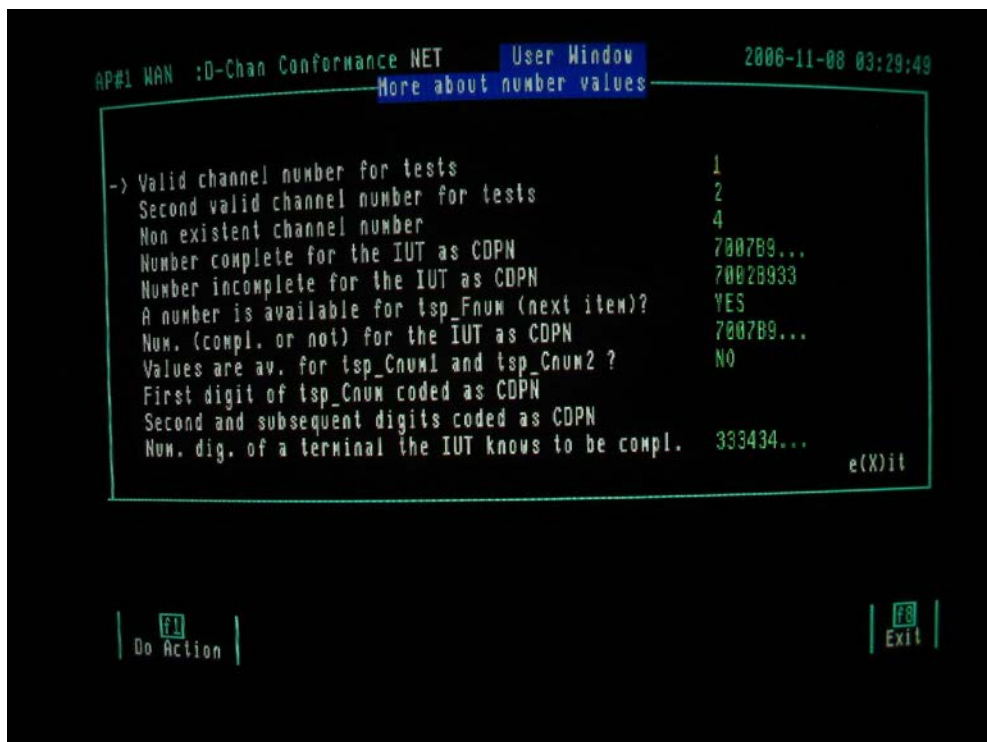 AP#1 WAN :D-Chan Conformance NET User Window 2006-11-08 03:29:49
More about number values
-> Valid channel number for tests 1
Second valid channel number for tests 2
Non existent channel number 4
Number complete for the IUT as CDPN 7007B9...
Number incomplete for the IUT as CDPN 7002B933
A number is available for tsp_Fnum (next item)? YES
Num. (compl. or not) for the IUT as CDPN 7007B9...
Values are av. for tsp_Cnum1 and tsp_Cnum2 ? NO
First digit of tsp_Cnum coded as CDPN
Second and subsequent digits coded as CDPN
Num. dig. of a terminal the IUT knows to be compl. 333434...
e(X)it
f1 f8
Do Action Exit